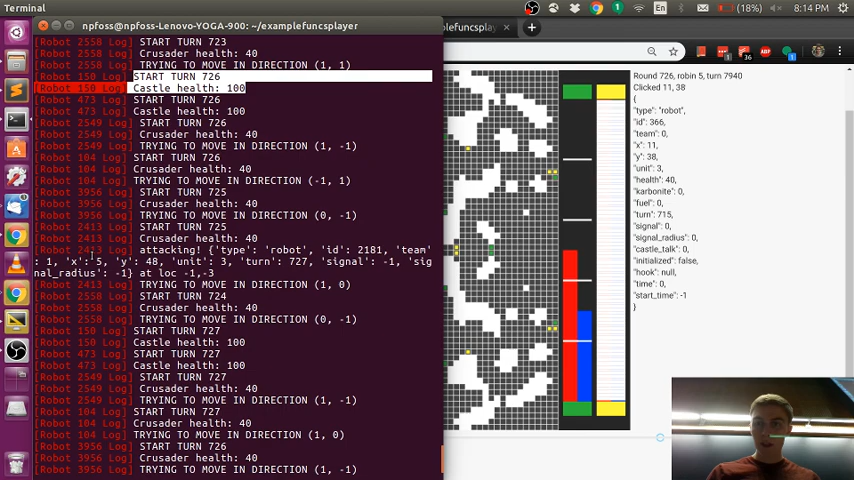 Terminal
En
(18%)
8:14 PM
npfoss@npfoss-Lenovo-YOGA-900: ~/examplefuncsplayer
[Robot 2558 Log] START TURN 723
[Robot 2558 Log] Crusader health: 40
[Robot 2558 Log] TRYING TO MOVE IN DIRECTION (1, 1)
[Robot 150 Log] START TURN 726
[Robot 150 Log] Castle health: 100
[Robot 473 Log] START TURN 726
[Robot 473 Log] Castle health: 100
[Robot 2549 Log] START TURN 726
[Robot 2549 Log] Crusader health: 40
[Robot 2549 Log] TRYING TO MOVE IN DIRECTION (1, -1)
[Robot 104 Log] START TURN 726
[Robot 104 Log] Crusader health: 40
[Robot 104 Log] TRYING TO MOVE IN DIRECTION (-1, 1)
[Robot 3956 Log] START TURN 725
[Robot 3956 Log] Crusader health: 40
[Robot 3956 Log] TRYING TO MOVE IN DIRECTION (0, -1)
[Robot 2413 Log] START TURN 725
[Robot 2413 Log] Crusader health: 40
[Robot 2413 Log] attacking! {'type': 'robot', 'id': 2181, 'team'
: 1, 'x': 5, 'y': 48, 'unit': 3, 'turn': 727, 'signal': -1, 'sig
nal_radius': -1} at loc -1,-3
[Robot 2413 Log] TRYING TO MOVE IN DIRECTION (1, 0)
[Robot 2558 Log] START TURN 724
[Robot 2558 Log] Crusader health: 40
[Robot 2558 Log] TRYING TO MOVE IN DIRECTION (0, -1)
[Robot 150 Log] START TURN 727
[Robot 150 Log] Castle health: 100
[Robot 473 Log] START TURN 727
[Robot 473 Log] Castle health: 100
[Robot 2549 Log] START TURN 727
[Robot 2549 Log] Crusader health: 40
[Robot 2549 Log] TRYING TO MOVE IN DIRECTION (1, -1)
[Robot 104 Log] START TURN 727
[Robot 104 Log] Crusader health: 40
[Robot 104 Log] TRYING TO MOVE IN DIRECTION (1, 0)
[Robot 3956 Log] START TURN 726
[Robot 3956 Log] Crusader health: 40
[Robot 3956 Log] TRYING TO MOVE IN DIRECTION (1, -1)
plefuncsplayer
36
Round 726, robin 5, turn 7940
Clicked 11, 38
{
"type": "robot",
"id": 366,
"team": 0,
"x": 11,
"y": 38,
"unit": 3,
"health": 40,
"karbonite": 0,
"fuel": 0,
"turn": 715,
"signal": 0,
"signal_radius": 0,
"castle_talk": 0,
"initialized": false,
"hook": null,
"time": 0,
"start_time": -1
}